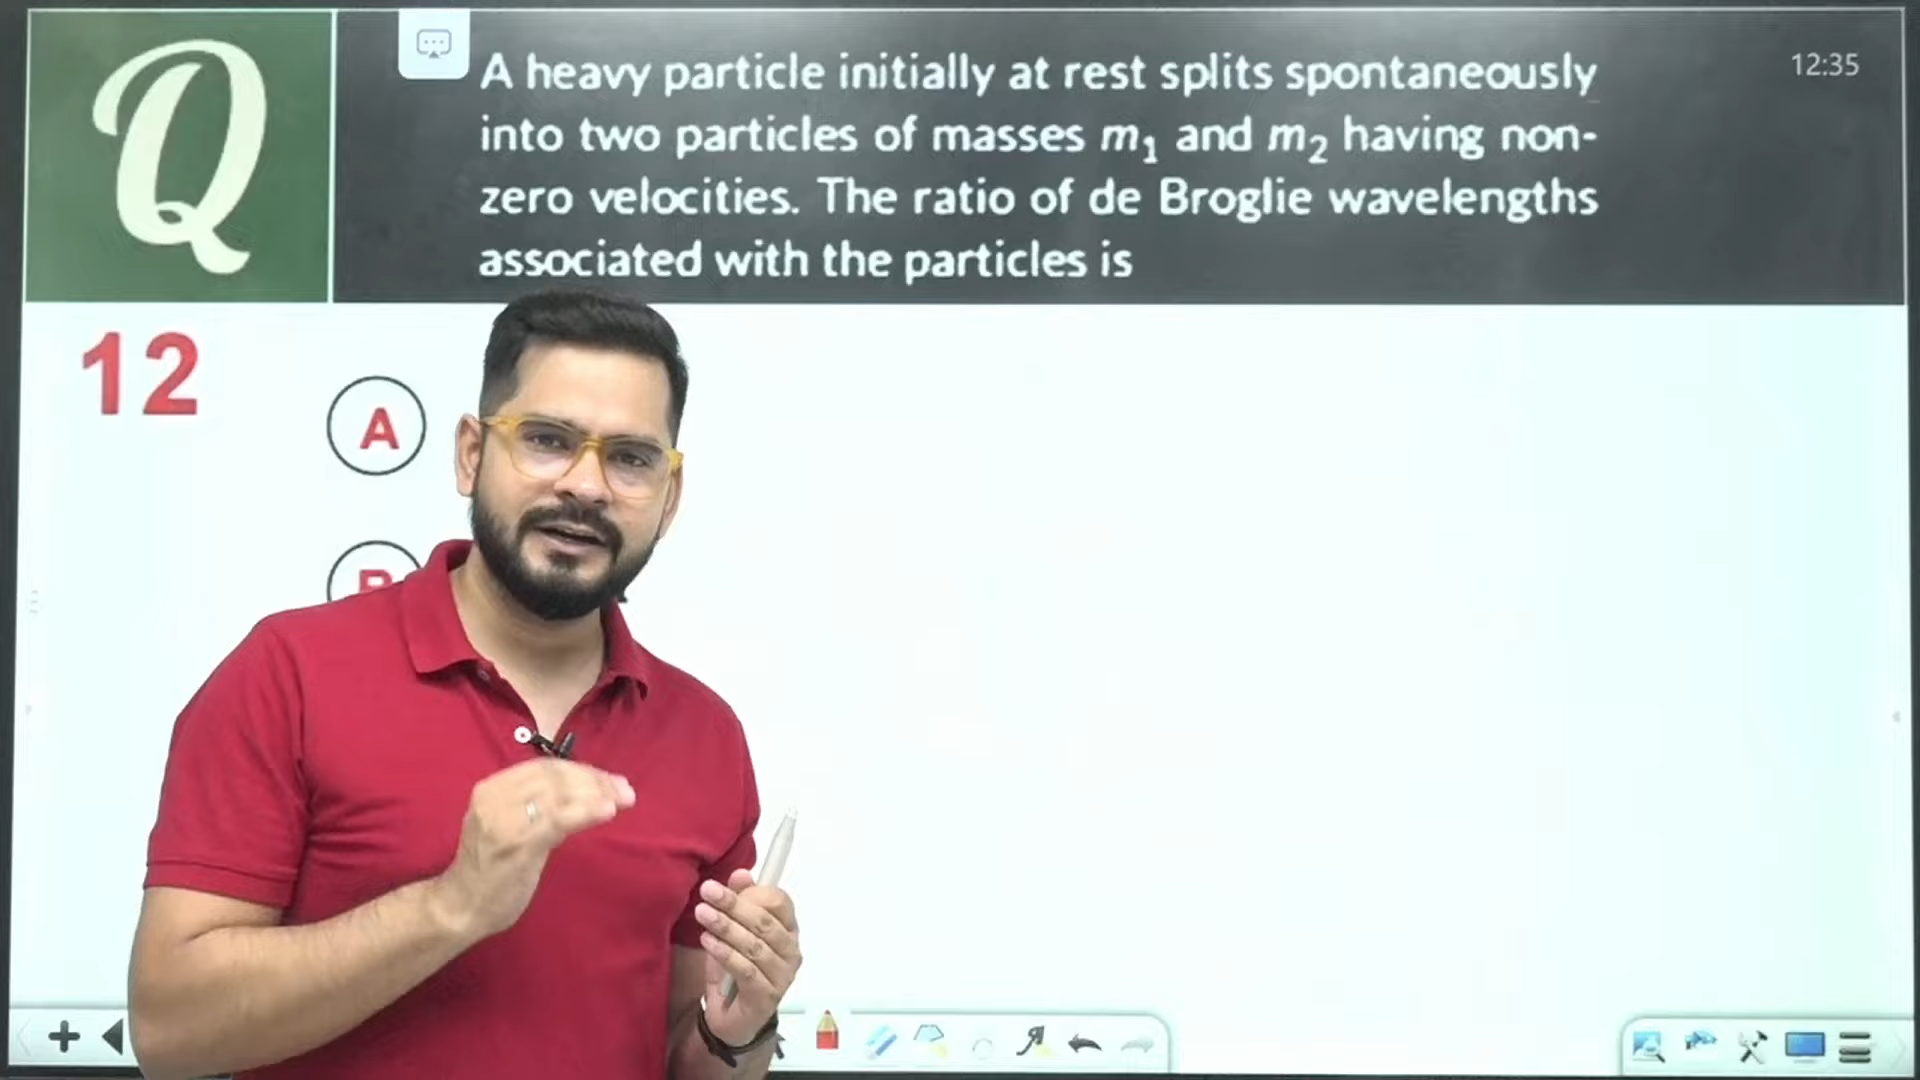 Q
A heavy particle initially at rest splits spontaneously
into two particles of masses m₁ and m₂ having non-
zero velocities. The ratio of de Broglie wavelengths
associated with the particles is
12:35
12
A
B